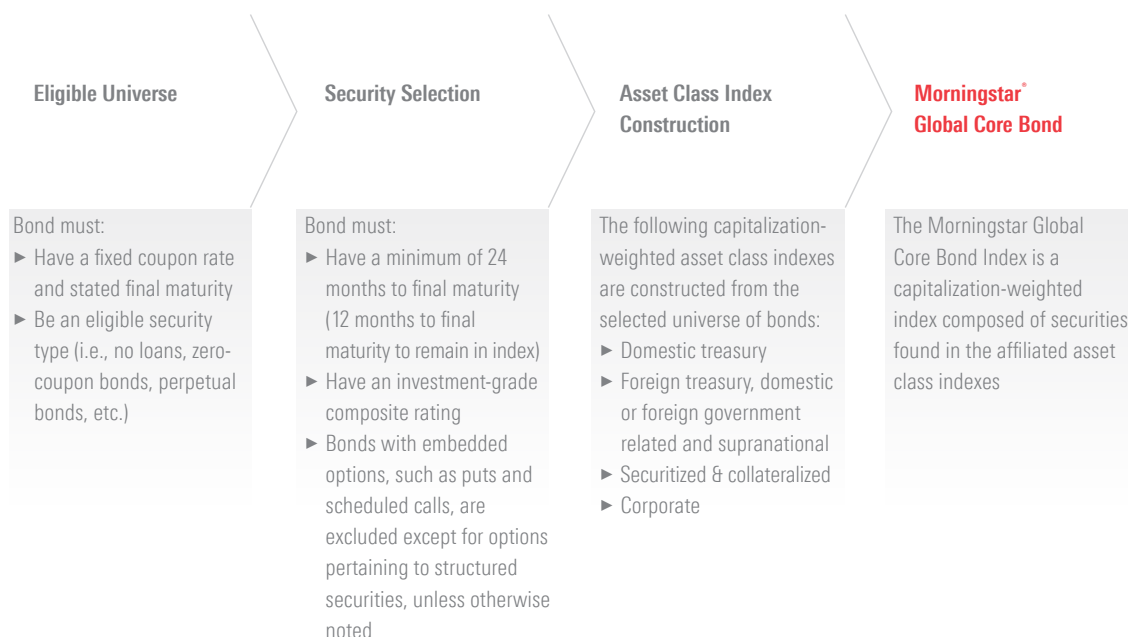 Eligible Universe
Security Selection
Asset Class Index
Construction
Morningstar®
Global Core Bond
Bond must:
► Have a fixed coupon rate
and stated final maturity
► Be an eligible security
type (i.e., no loans, zero-
coupon bonds, perpetual
bonds, etc.)
Bond must:
► Have a minimum of 24
months to final maturity
(12 months to final
maturity to remain in index)
► Have an investment-grade
composite rating
► Bonds with embedded
options, such as puts and
scheduled calls, are
excluded except for options
pertaining to structured
securities, unless otherwise
noted
The following capitalization-
weighted asset class indexes
are constructed from the
selected universe of bonds:
► Domestic treasury
► Foreign treasury, domestic
or foreign government
related and supranational
► Securitized & collateralized
► Corporate
The Morningstar Global
Core Bond Index is a
capitalization-weighted
index composed of securities
found in the affiliated asset
class indexes